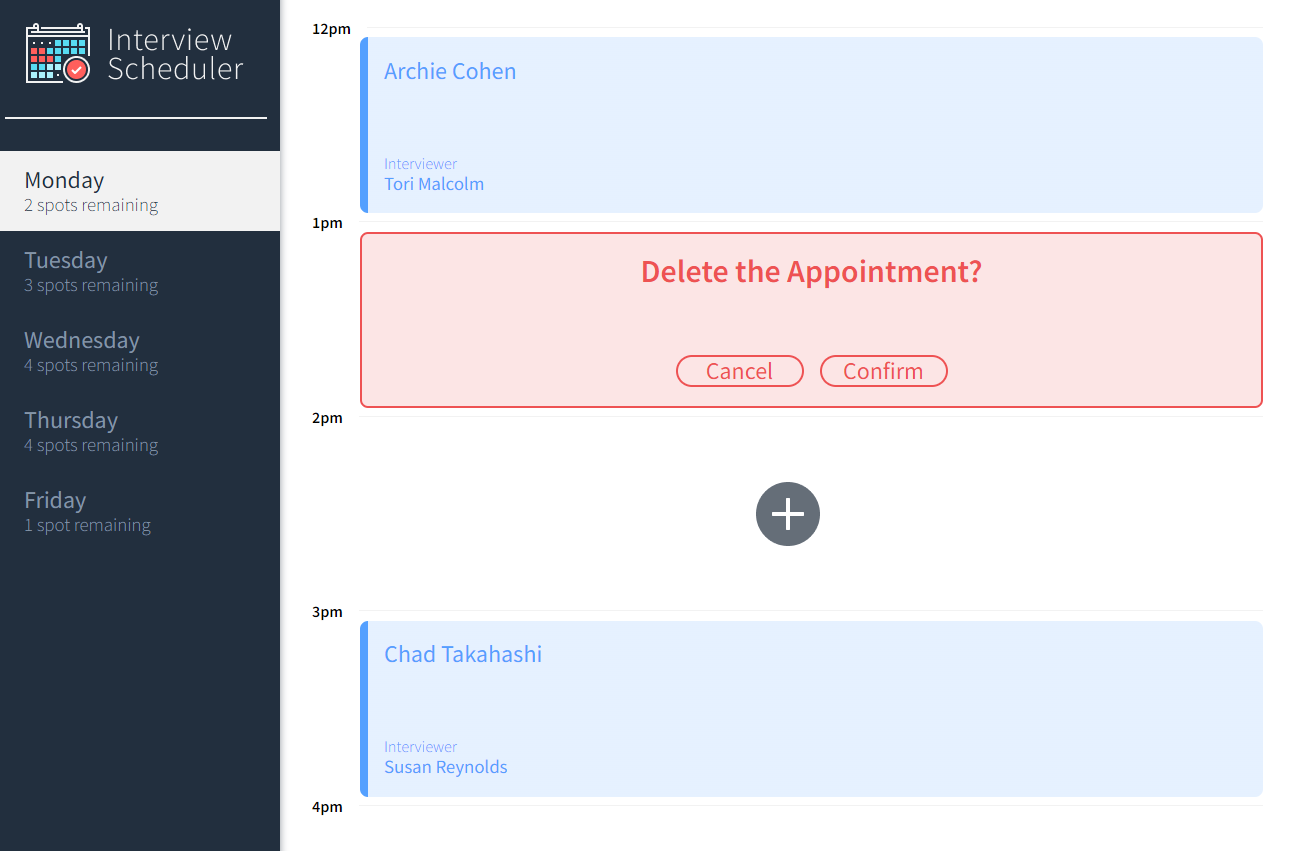 Interview
Scheduler
Monday
2 spots remaining
Tuesday
3 spots remaining
Wednesday
4 spots remaining
Thursday
4 spots remaining
Friday
1 spot remaining
12pm
Archie Cohen
Interviewer
Tori Malcolm
1pm
Delete the Appointment?
Cancel Confirm
2pm
3pm
Chad Takahashi
Interviewer
Susan Reynolds
4pm